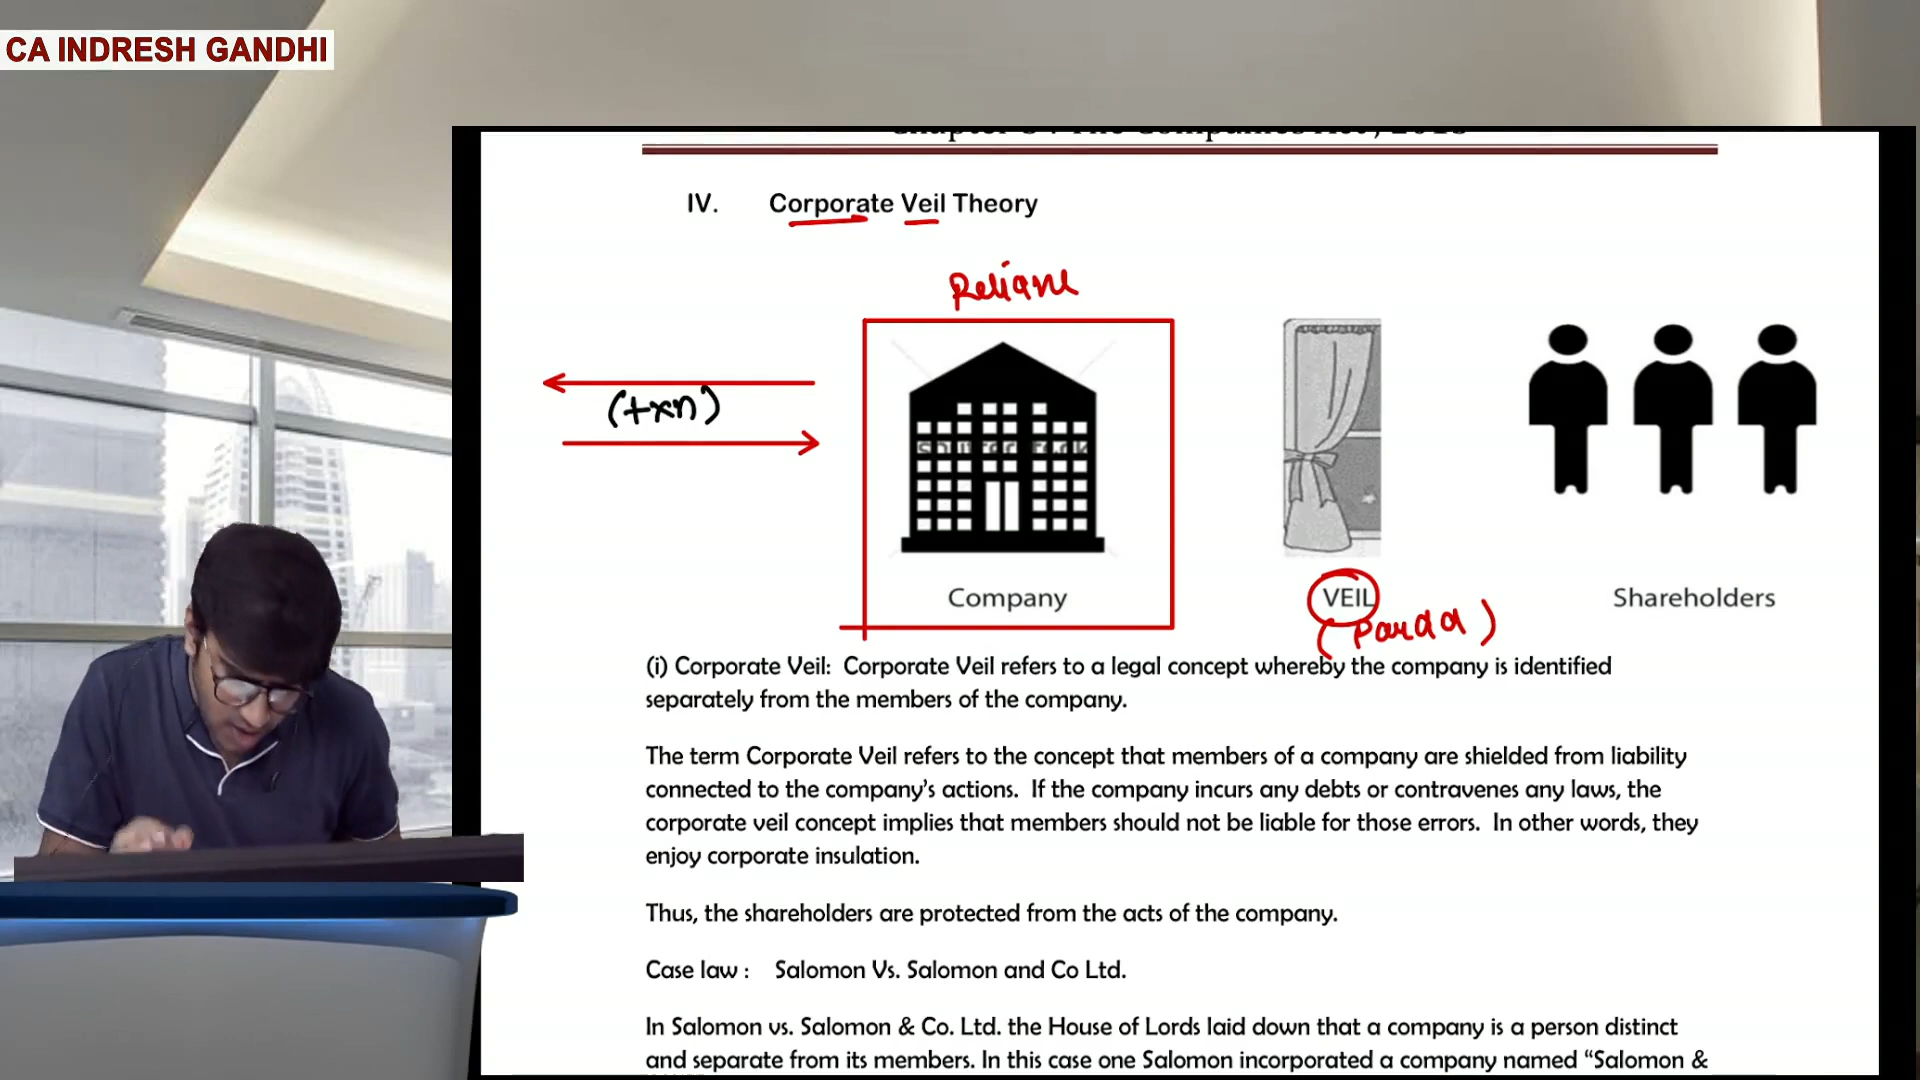 CA INDRESH GANDHI
Chapter 3 : The Companies Act, 2013
IV. Corporate Veil Theory
Reliance
(txn)
Company
VEIL
Shareholders
(Parda)
(i) Corporate Veil: Corporate Veil refers to a legal concept whereby the company is identified
separately from the members of the company.
The term Corporate Veil refers to the concept that members of a company are shielded from liability
connected to the company’s actions. If the company incurs any debts or contravenes any laws, the
corporate veil concept implies that members should not be liable for those errors. In other words, they
enjoy corporate insulation.
Thus, the shareholders are protected from the acts of the company.
Case law : Salomon Vs. Salomon and Co Ltd.
In Salomon vs. Salomon & Co. Ltd. the House of Lords laid down that a company is a person distinct
and separate from its members. In this case one Salomon incorporated a company named “Salomon &